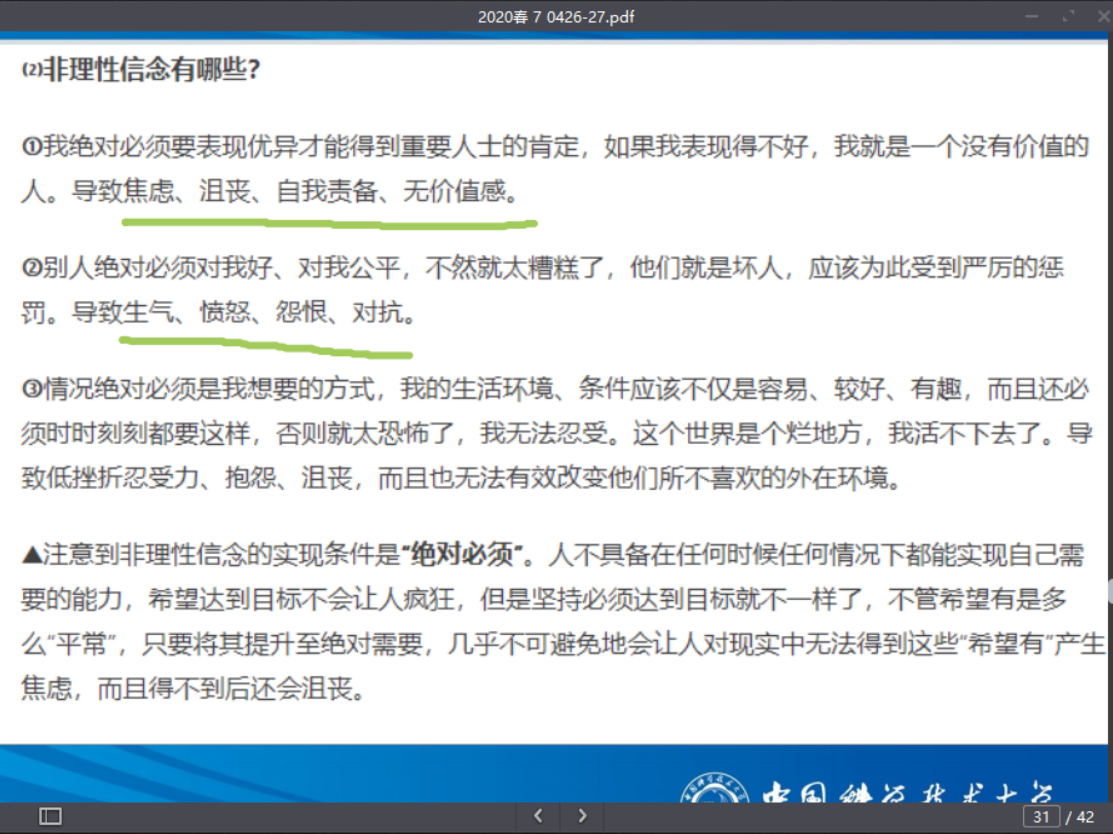 2020春 7 0426-27.pdf
⑵非理性信念有哪些？
①我绝对必须要表现优异才能得到重要人士的肯定，如果我表现得不好，我就是一个没有价值的
人。导致焦虑、沮丧、自我责备、无价值感。
②别人绝对必须对我好、对我公平，不然就太糟糕了，他们就是坏人，应该为此受到严厉的惩
罚。导致生气、愤怒、怨恨、对抗。
③情况绝对必须是我想要的方式，我的生活环境、条件应该不仅是容易、较好、有趣，而且还必
须时时刻刻都要这样，否则就太恐怖了，我无法忍受。这个世界是个烂地方，我活不下去了。导
致低挫折忍受力、抱怨、沮丧，而且也无法有效改变他们所不喜欢的外在环境。
▲注意到非理性信念的实现条件是“绝对必须”。人不具备在任何时候任何情况下都能实现自己需
要的能力，希望达到目标不会让人疯狂，但是坚持必须达到目标就不一样了，不管希望有是多
么“平常”，只要将其提升至绝对需要，几乎不可避免地会让人对现实中无法得到这些“希望有”产生
焦虑，而且得不到后还会沮丧。
中国科学技术大学
31 / 42